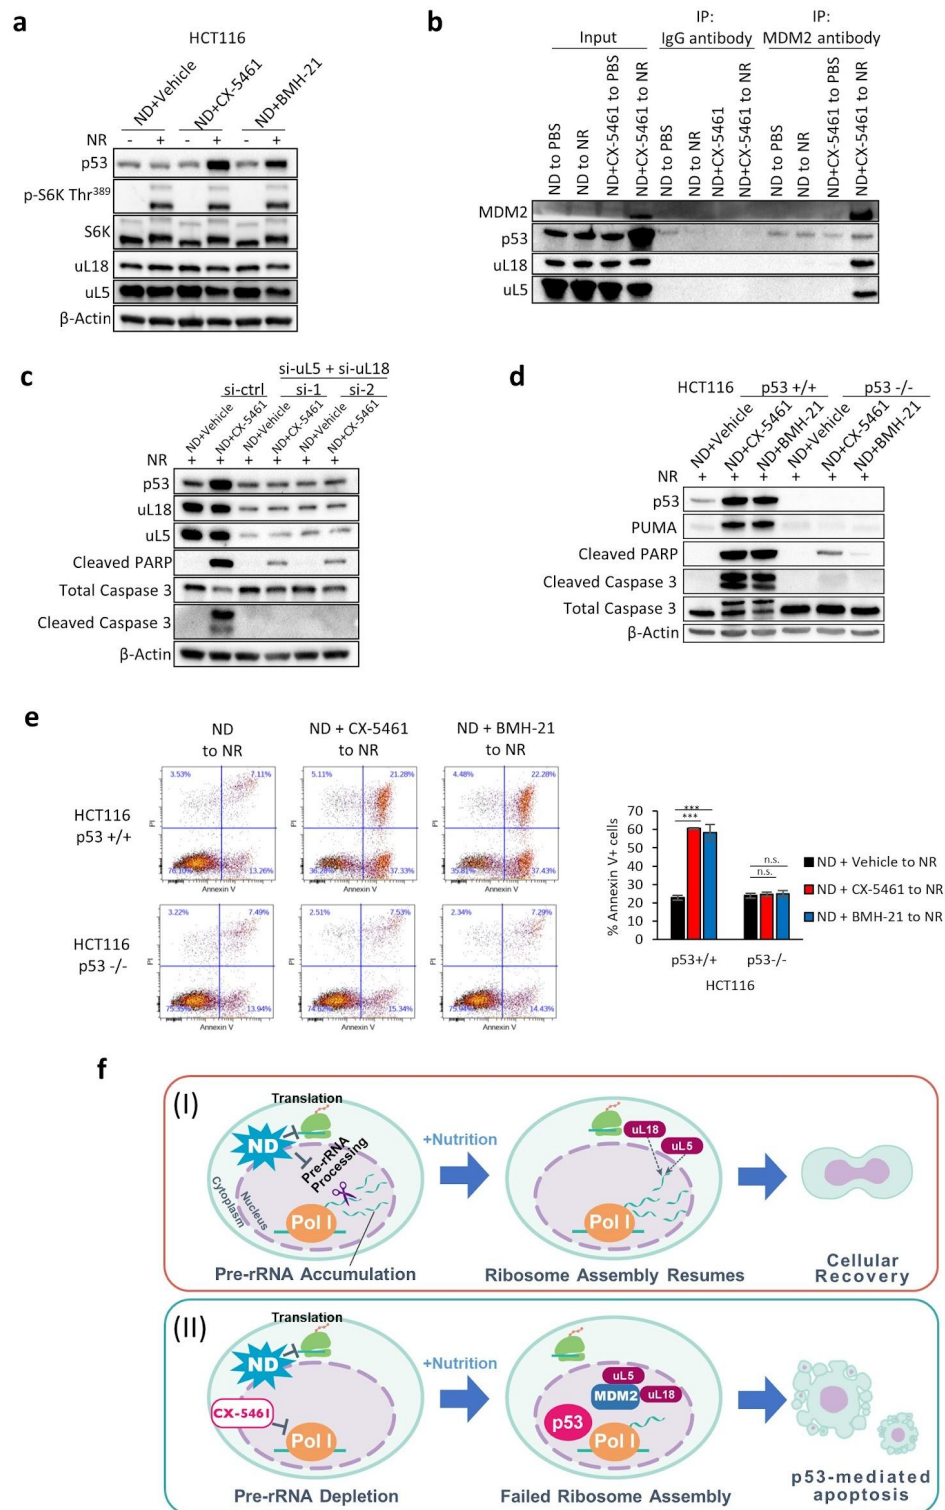 a
HCT116
ND+Vehicle
ND+CX-5461
ND+BMH-21
NR - + - + - +
p53
p-S6K Thr³⁸⁹
S6K
uL18
uL5
β-Actin
b
Input
IP:
IgG antibody
IP:
MDM2 antibody
ND to PBS
ND to NR
ND+CX-5461 to PBS
ND+CX-5461 to NR
ND to PBS
ND to NR
ND+CX-5461
ND+CX-5461 to NR
ND to PBS
ND to NR
ND+CX-5461 to PBS
ND+CX-5461 to NR
MDM2
p53
uL18
uL5
c
si-uL5 + si-uL18
si-ctrl si-1 si-2
ND+Vehicle
ND+CX-5461
ND+Vehicle
ND+CX-5461
ND+Vehicle
ND+CX-5461
NR + + + + + +
p53
uL18
uL5
Cleaved PARP
Total Caspase 3
Cleaved Caspase 3
β-Actin
d
HCT116 p53 +/+ p53 -/-
ND+Vehicle
ND+CX-5461
ND+BMH-21
ND+Vehicle
ND+CX-5461
ND+BMH-21
NR + + + + + +
p53
PUMA
Cleaved PARP
Cleaved Caspase 3
Total Caspase 3
β-Actin
e
ND
to NR
ND + CX-5461
to NR
ND + BMH-21
to NR
HCT116
p53 +/+
3.53% 7.11%
13.26%
PI
Annexin V
5.11% 21.28%
37.33%
PI
Annexin V
4.48% 22.28%
37.43%
PI
Annexin V
HCT116
p53 -/-
3.22% 7.49%
13.94%
PI
Annexin V
2.51% 7.53%
15.34%
PI
Annexin V
2.34% 7.29%
14.43%
PI
Annexin V
% Annexin V+ cells
70
60
50
40
30
20
10
0
***
***
n.s.
n.s.
p53+/+ p53-/-
HCT116
ND + Vehicle to NR
ND + CX-5461 to NR
ND + BMH-21 to NR
f
(I)
Translation
ND
Pre-rRNA
Processing
Cytoplasm
Nucleus
Pol I
Pre-rRNA Accumulation
+Nutrition
uL18
uL5
Pol I
Ribosome Assembly Resumes
Cellular
Recovery
(II)
Translation
ND
CX-5461
Pol I
Pre-rRNA Depletion
+Nutrition
uL5
MDM2
uL18
p53
Pol I
Failed Ribosome Assembly
p53-mediated
apoptosis